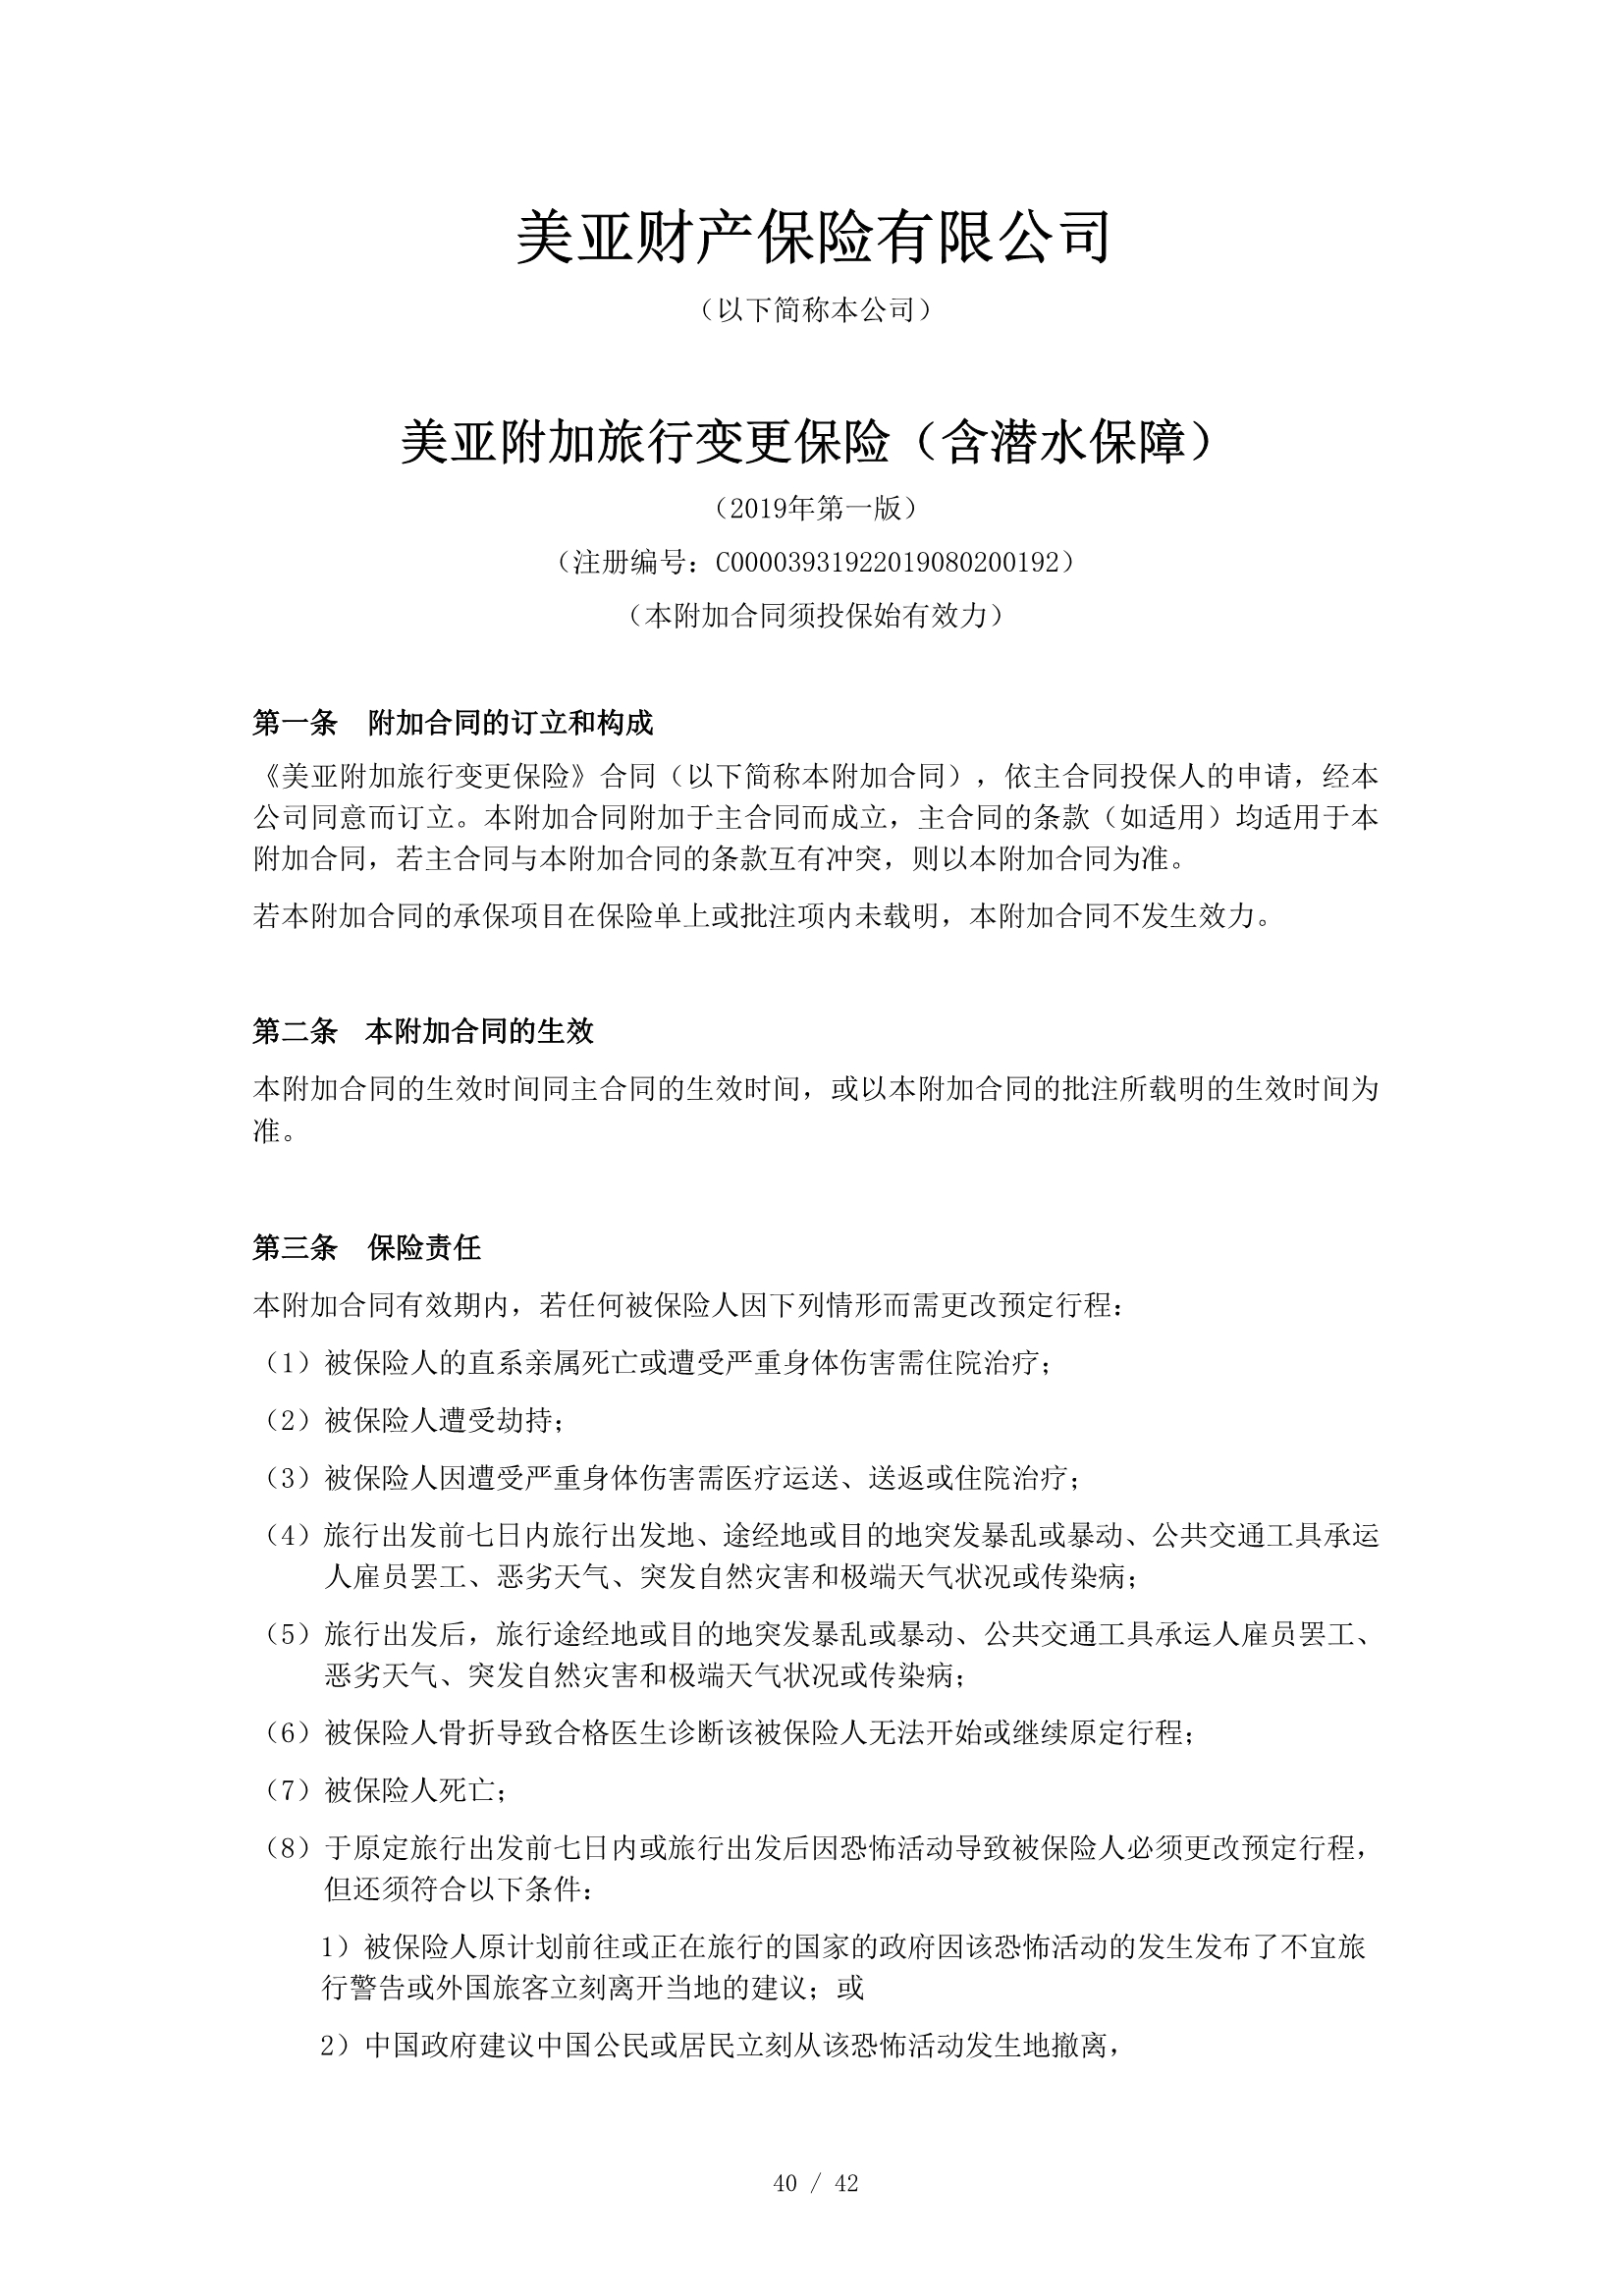 美亚财产保险有限公司
（以下简称本公司）
美亚附加旅行变更保险（含潜水保障）
（2019年第一版）
（注册编号：C00003931922019080200192）
（本附加合同须投保始有效力）
第一条　附加合同的订立和构成
《美亚附加旅行变更保险》合同（以下简称本附加合同），依主合同投保人的申请，经本
公司同意而订立。本附加合同附加于主合同而成立，主合同的条款（如适用）均适用于本
附加合同，若主合同与本附加合同的条款互有冲突，则以本附加合同为准。
若本附加合同的承保项目在保险单上或批注项内未载明，本附加合同不发生效力。
第二条　本附加合同的生效
本附加合同的生效时间同主合同的生效时间，或以本附加合同的批注所载明的生效时间为
准。
第三条　保险责任
本附加合同有效期内，若任何被保险人因下列情形而需更改预定行程：
（1）被保险人的直系亲属死亡或遭受严重身体伤害需住院治疗；
（2）被保险人遭受劫持；
（3）被保险人因遭受严重身体伤害需医疗运送、送返或住院治疗；
（4）旅行出发前七日内旅行出发地、途经地或目的地突发暴乱或暴动、公共交通工具承运
人雇员罢工、恶劣天气、突发自然灾害和极端天气状况或传染病；
（5）旅行出发后，旅行途经地或目的地突发暴乱或暴动、公共交通工具承运人雇员罢工、
恶劣天气、突发自然灾害和极端天气状况或传染病；
（6）被保险人骨折导致合格医生诊断该被保险人无法开始或继续原定行程；
（7）被保险人死亡；
（8）于原定旅行出发前七日内或旅行出发后因恐怖活动导致被保险人必须更改预定行程，
但还须符合以下条件：
1）被保险人原计划前往或正在旅行的国家的政府因该恐怖活动的发生发布了不宜旅
行警告或外国旅客立刻离开当地的建议；或
2）中国政府建议中国公民或居民立刻从该恐怖活动发生地撤离，
40 / 42